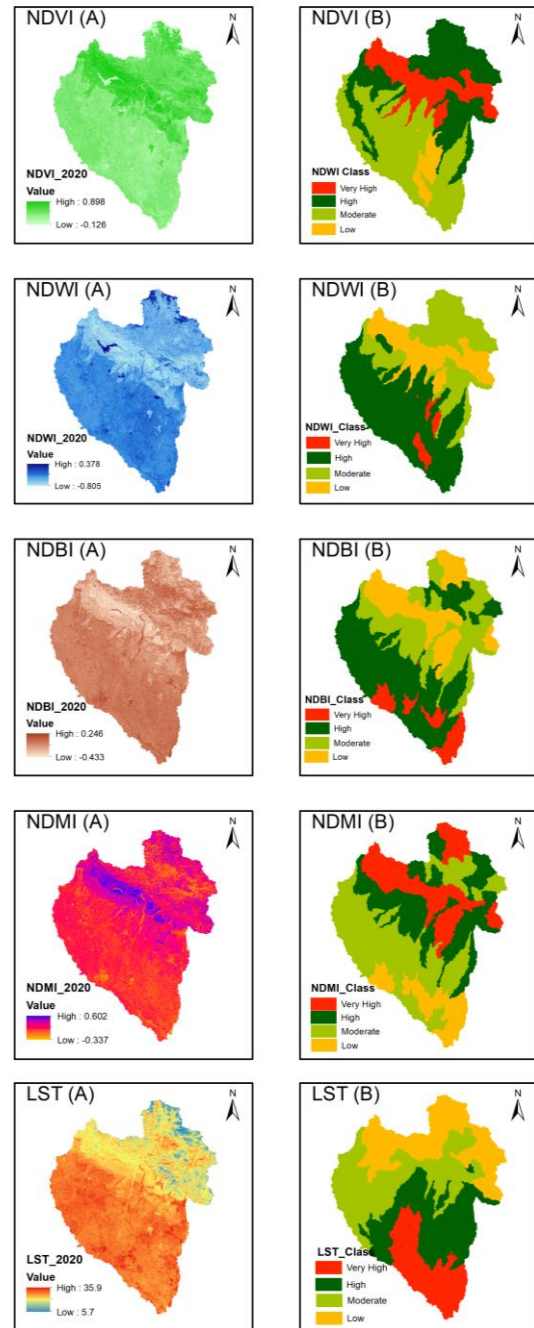 NDVI (A)
N
NDVI_2020
Value
High : 0.898
Low : -0.126
NDVI (B)
N
NDWI Class
Very High
High
Moderate
Low
NDWI (A)
N
NDWI_2020
Value
High : 0.378
Low : -0.805
NDWI (B)
N
NDWI_Class
Very High
High
Moderate
Low
NDBI (A)
N
NDBI_2020
Value
High : 0.246
Low : -0.433
NDBI (B)
N
NDBI_Class
Very High
High
Moderate
Low
NDMI (A)
N
NDMI_2020
Value
High : 0.602
Low : -0.337
NDMI (B)
N
NDMI_Class
Very High
High
Moderate
Low
LST (A)
N
LST_2020
Value
High : 35.9
Low : 5.7
LST (B)
N
LST_Class
Very High
High
Moderate
Low